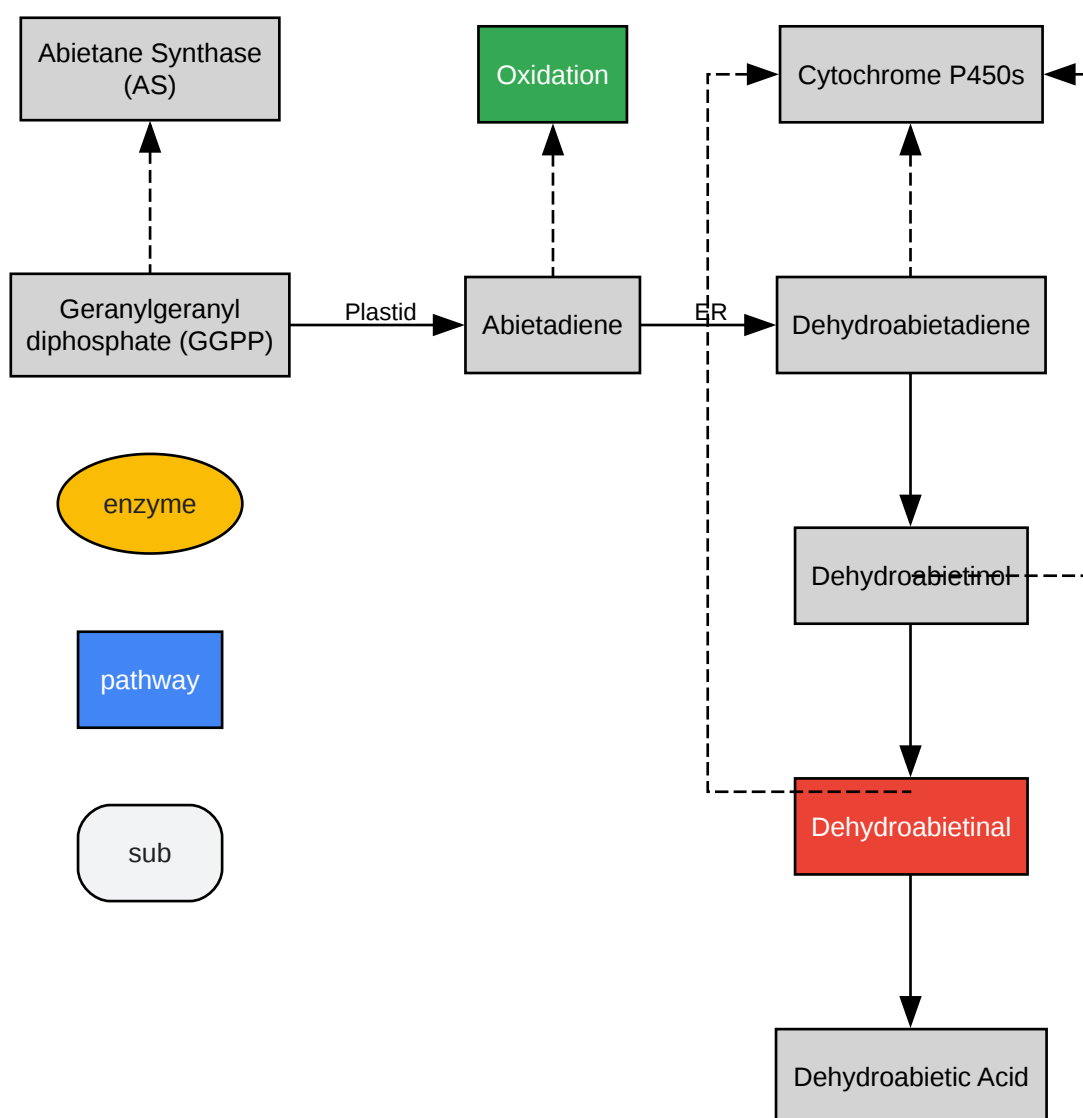 Abietane Synthase
(AS)
Oxidation
Cytochrome P450s
Geranylgeranyl
diphosphate (GGPP)
Plastid
Abietadiene
ER
Dehydroabietadiene
enzyme
Dehydroabietinol
pathway
Dehydroabietinal
sub
Dehydroabietic Acid